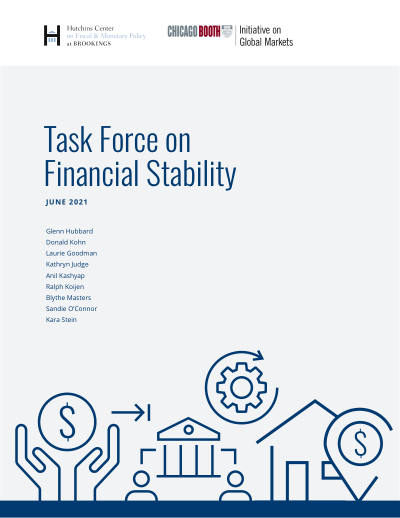 Hutchins Center
on Fiscal & Monetary Policy
at BROOKINGS
CHICAGO BOOTH
Initiative on
Global Markets
Task Force on
Financial Stability
JUNE 2021
Glenn Hubbard
Donald Kohn
Laurie Goodman
Kathryn Judge
Anil Kashyap
Ralph Koijen
Blythe Masters
Sandie O'Connor
Kara Stein
$
$